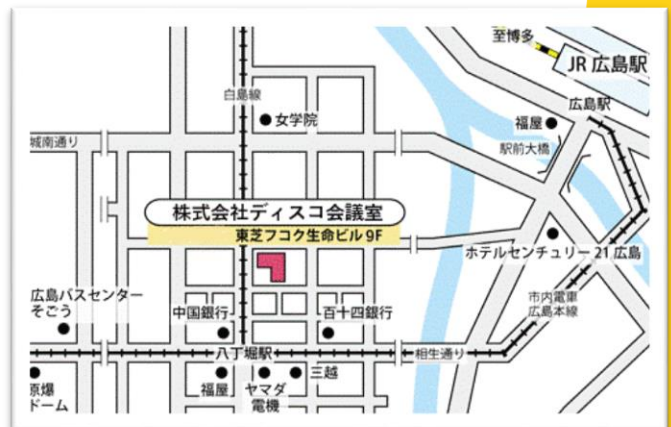 至博多
JR 広島駅
白島線
広島駅
女学院
福屋
城南通り
駅前大橋
株式会社ディスコ会議室
東芝フコク生命ビル 9F
ホテルセンチュリー 21 広島
広島バスセンター
そごう
中国銀行
百十四銀行
市内電車
広島本線
八丁堀駅
相生通り
原爆
ドーム
福屋
ヤマダ
電機
三越